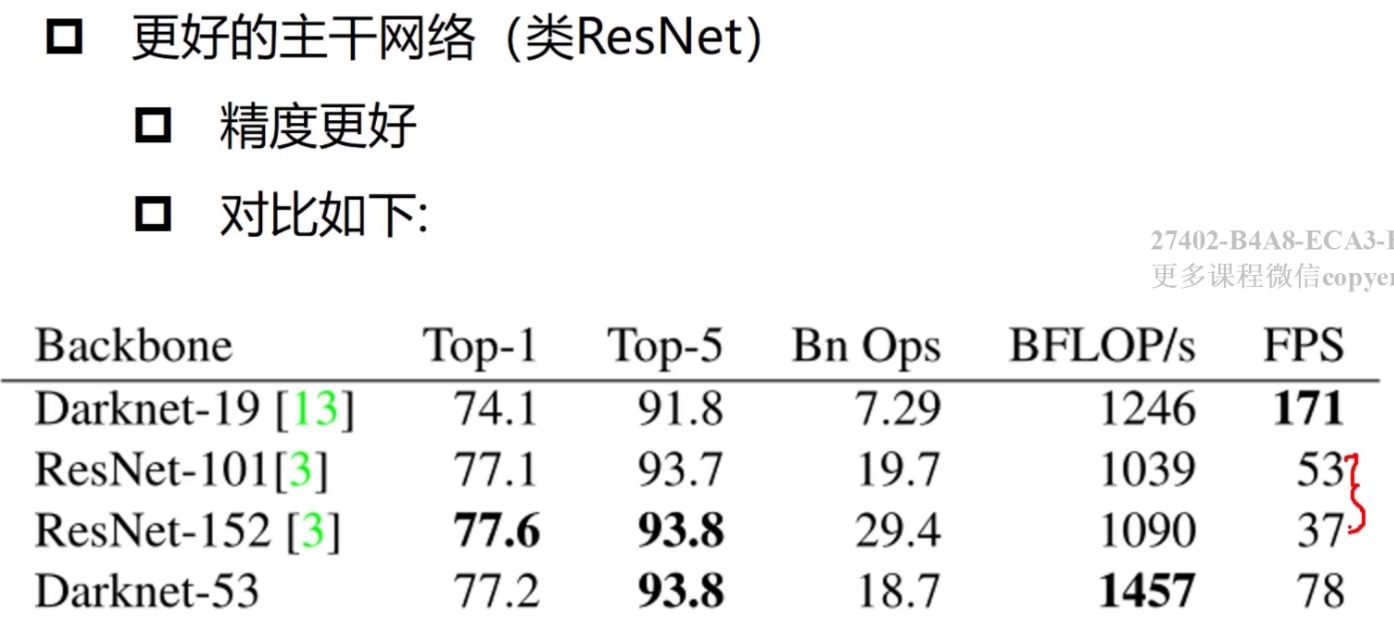 更好的主干网络（类ResNet）
精度更好
对比如下:
27402-B4A8-ECA3-
更多课程微信copyer
Backbone Top-1 Top-5 Bn Ops BFLOP/s FPS
Darknet-19 [13] 74.1 91.8 7.29 1246 171
ResNet-101[3] 77.1 93.7 19.7 1039 53
ResNet-152 [3] 77.6 93.8 29.4 1090 37
Darknet-53 77.2 93.8 18.7 1457 78